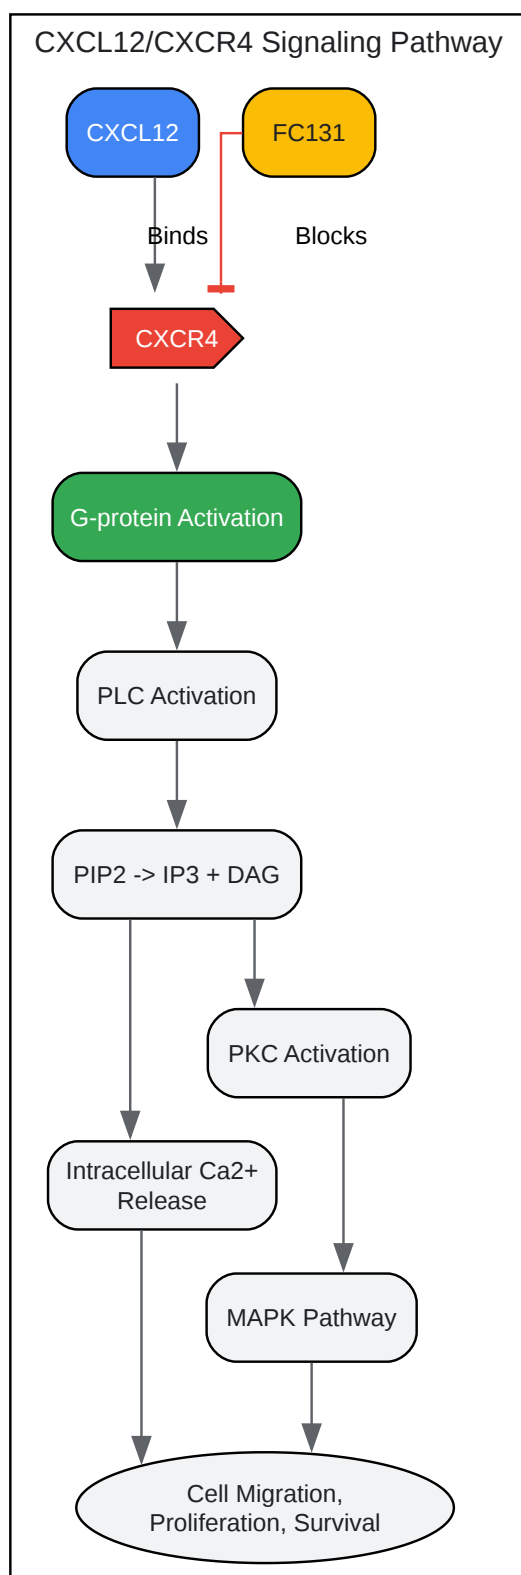 CXCL12/CXCR4 Signaling Pathway
CXCL12
FC131
Binds
Blocks
CXCR4
G-protein Activation
PLC Activation
PIP2 -> IP3 + DAG
PKC Activation
Intracellular Ca2+
Release
MAPK Pathway
Cell Migration,
Proliferation, Survival